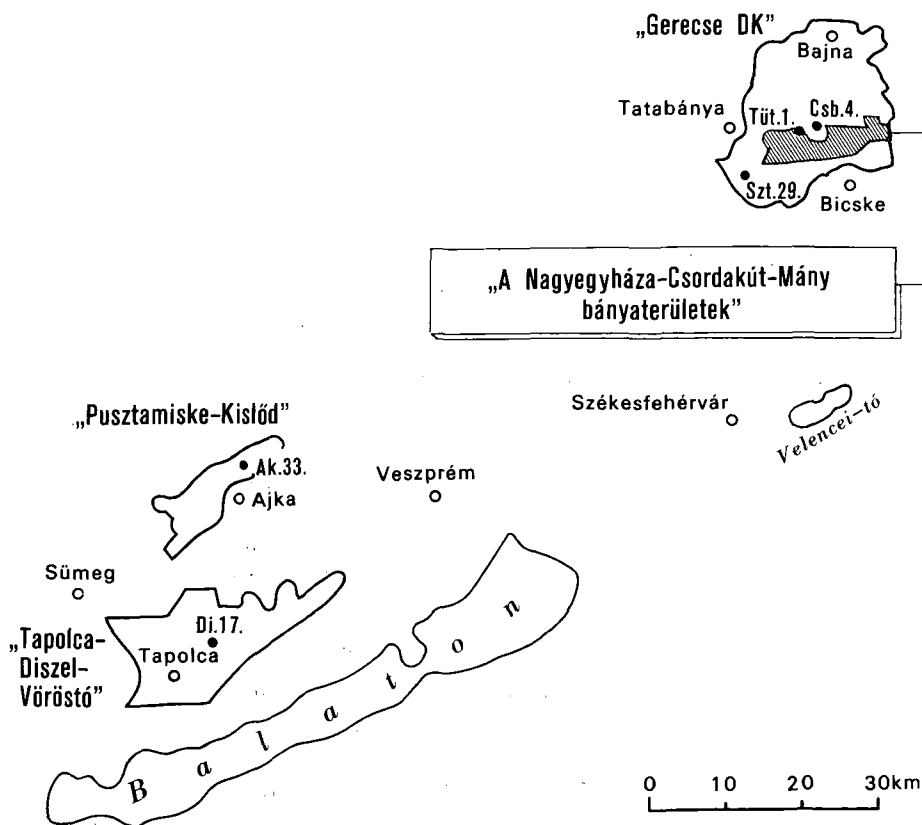 „Gerecse DK”
Bajna
Tatabánya
Tüt.1.
Csb.4.
Szt.29.
Bicske
„A Nagyegyháza-Csordakút-Mány
bányaterületek”
Székesfehérvár
Velencei-tó
„Pusztamiske-Kislőd”
Ak.33.
Ajka
Veszprém
Sümeg
Di.17.
„Tapolca-
Diszel-
Vöröstó”
Tapolca
Balaton
0 10 20 30km